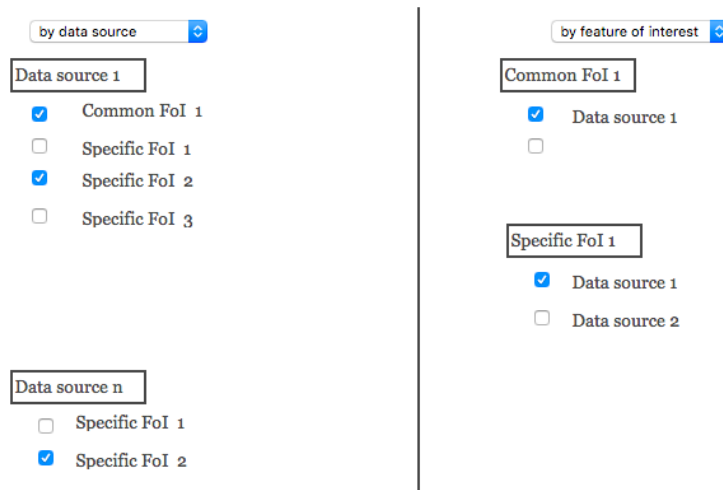 by data source
Data source 1
Common FoI 1
Specific FoI 1
Specific FoI 2
Specific FoI 3
Data source n
Specific FoI 1
Specific FoI 2
by feature of interest
Common FoI 1
Data source 1
Specific FoI 1
Data source 1
Data source 2